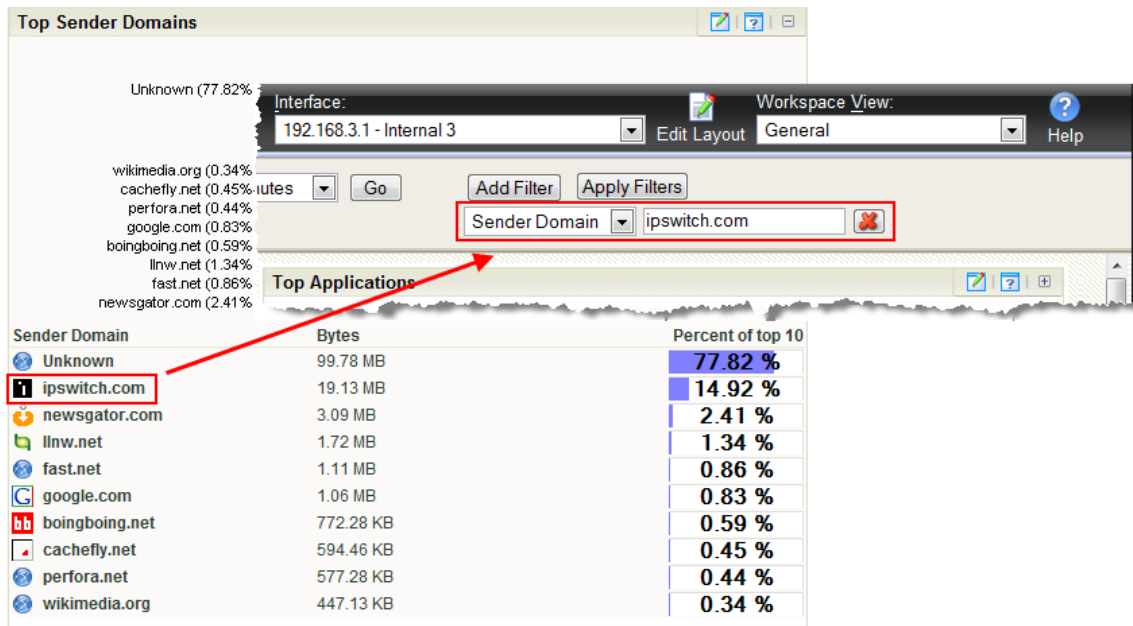 Top Sender Domains
Unknown (77.82%
wikimedia.org (0.34%
cachefly.net (0.45%
perfora.net (0.44%
google.com (0.83%
boingboing.net (0.59%
llnw.net (1.34%
fast.net (0.86%
newsgator.com (2.41%
Interface:
192.168.3.1 - Internal 3
Edit Layout
Workspace View:
General
Help
utes
Go
Add Filter
Apply Filters
Sender Domain
ipswitch.com
Top Applications
Sender Domain Bytes Percent of top 10
Unknown 99.78 MB 77.82 %
ipswitch.com 19.13 MB 14.92 %
newsgator.com 3.09 MB 2.41 %
llnw.net 1.72 MB 1.34 %
fast.net 1.11 MB 0.86 %
google.com 1.06 MB 0.83 %
boingboing.net 772.28 KB 0.59 %
cachefly.net 594.46 KB 0.45 %
perfora.net 577.28 KB 0.44 %
wikimedia.org 447.13 KB 0.34 %